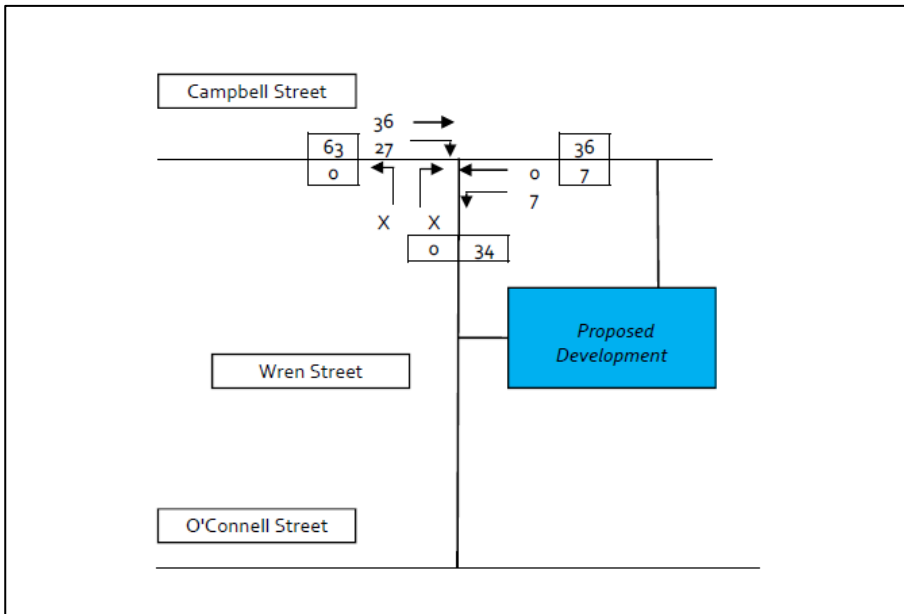 Campbell Street
36
63 27 36
0 0 7
7
X X
0 34
Proposed
Development
Wren Street
O'Connell Street